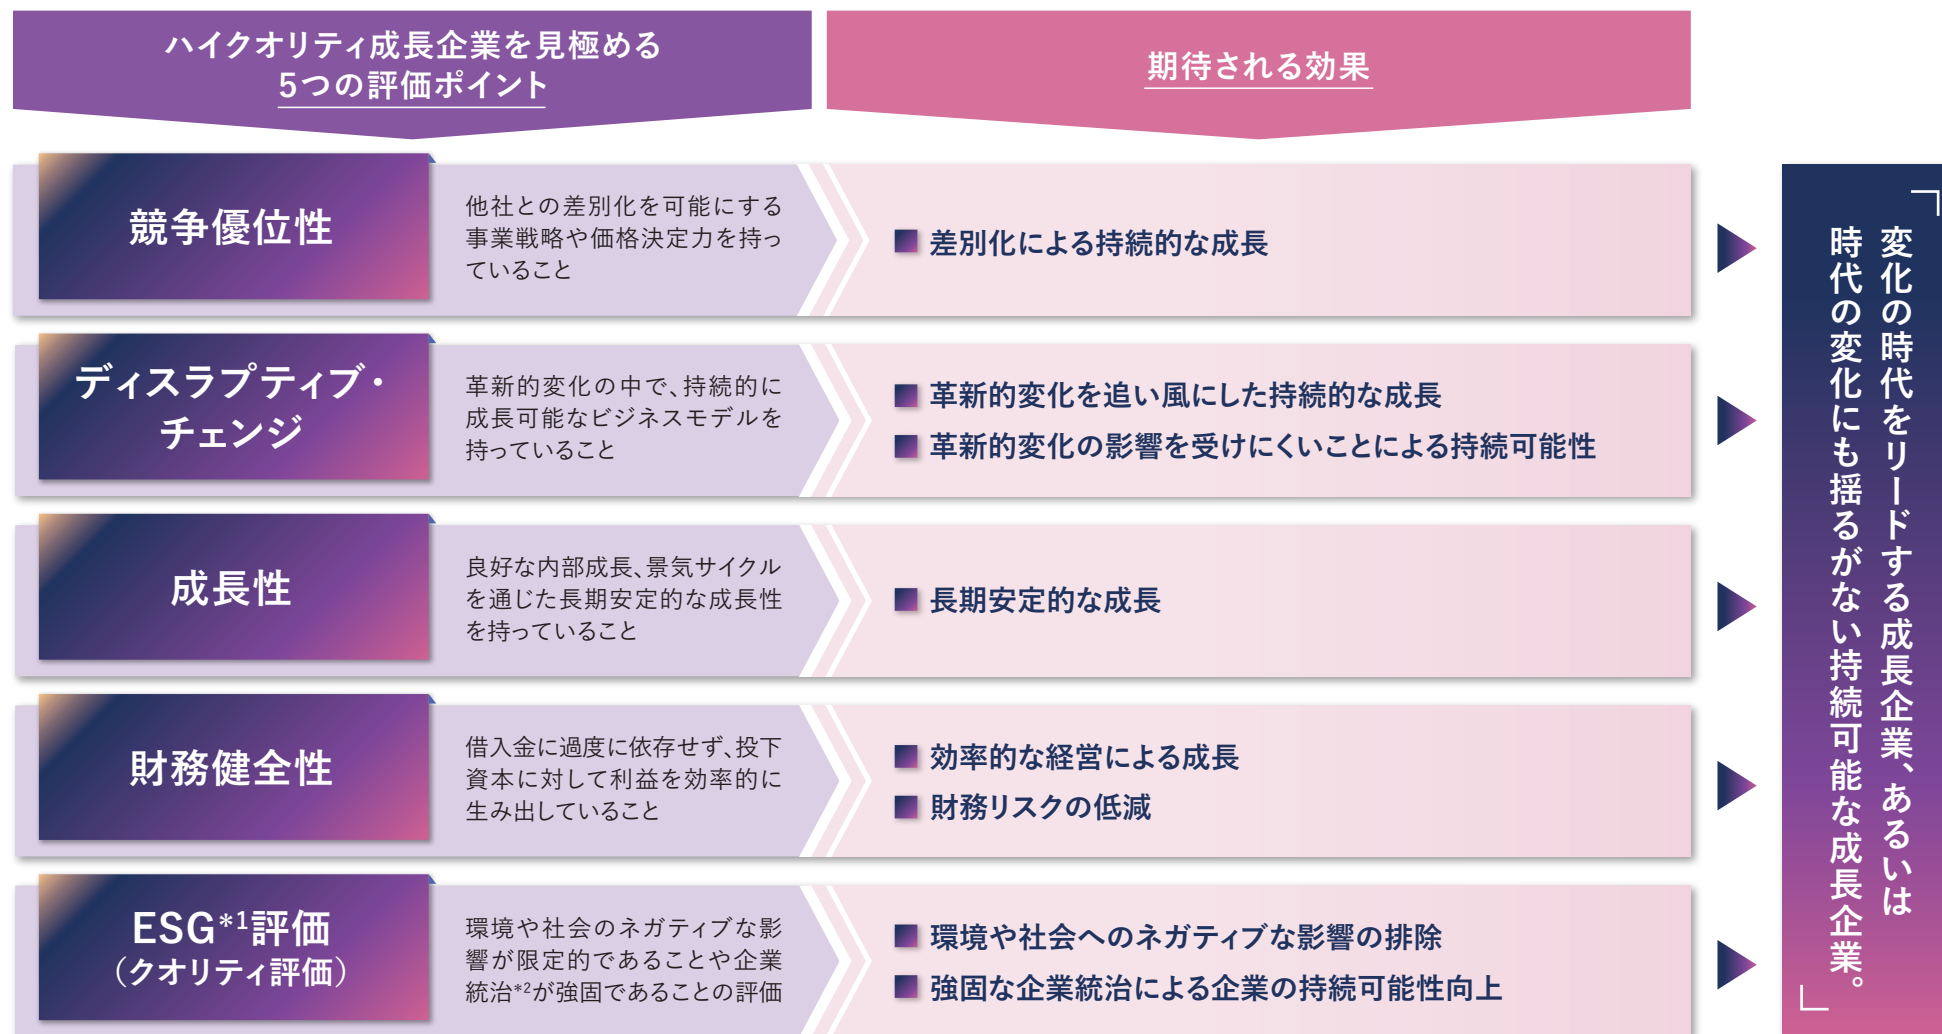 ハイクオリティ成長企業を見極める
5つの評価ポイント
期待される効果
競争優位性
他社との差別化を可能にする
事業戦略や価格決定力を持っ
ていること
■ 差別化による持続的な成長
ディスラプティブ・
チェンジ
革新的変化の中で、持続的に
成長可能なビジネスモデルを
持っていること
■ 革新的変化を追い風にした持続的な成長
■ 革新的変化の影響を受けにくいことによる持続可能性
成長性
良好な内部成長、景気サイクル
を通じた長期安定的な成長性
を持っていること
■ 長期安定的な成長
財務健全性
借入金に過度に依存せず、投下
資本に対して利益を効率的に
生み出していること
■ 効率的な経営による成長
■ 財務リスクの低減
ESG*1評価
（クオリティ評価）
環境や社会のネガティブな影
響が限定的であることや企業
統治*2が強固であることの評価
■ 環境や社会へのネガティブな影響の排除
■ 強固な企業統治による企業の持続可能性向上
「変化の時代をリードする成長企業、あるいは
時代の変化にも揺るがない持続可能な成長企業。」